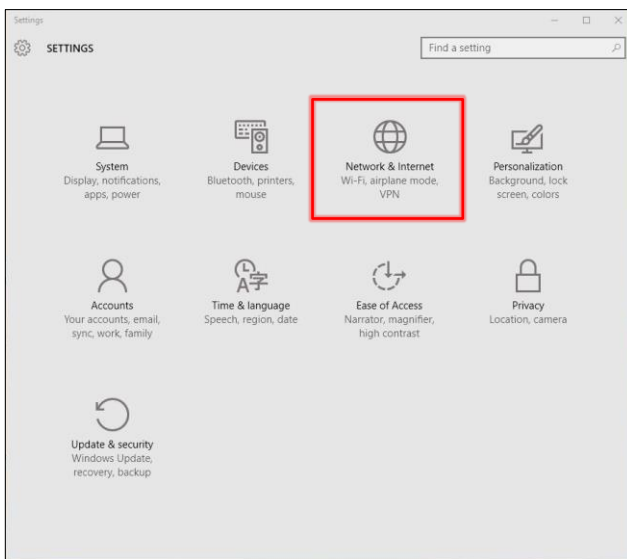 Settings
SETTINGS
Find a setting
System
Display, notifications,
apps, power
Devices
Bluetooth, printers,
mouse
Network & Internet
Wi-Fi, airplane mode,
VPN
Personalization
Background, lock
screen, colors
Accounts
Your accounts, email,
sync, work, family
A字
Time & language
Speech, region, date
Ease of Access
Narrator, magnifier,
high contrast
Privacy
Location, camera
Update & security
Windows Update,
recovery, backup